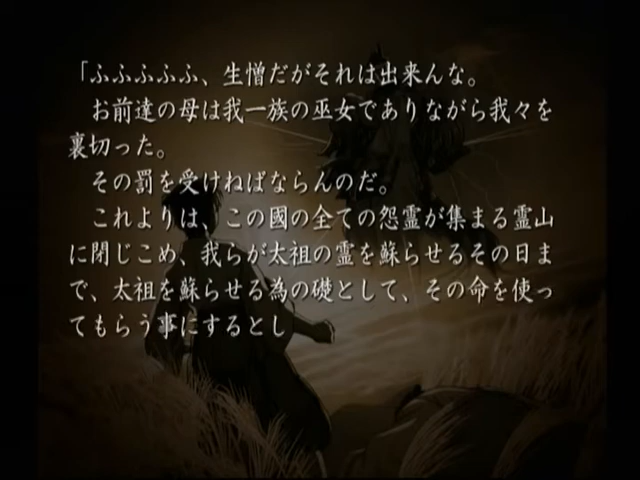 「ふふふふふ、生憎だがそれは出来んな。
お前達の母は我一族の巫女でありながら我々を
裏切った。
その罰を受けねばならんのだ。
これよりは、この國の全ての怨霊が集まる霊山
に閉じこめ、我らが太祖の霊を蘇らせるその日ま
で、太祖を蘇らせる為の礎として、その命を使っ
てもらう事にするとし